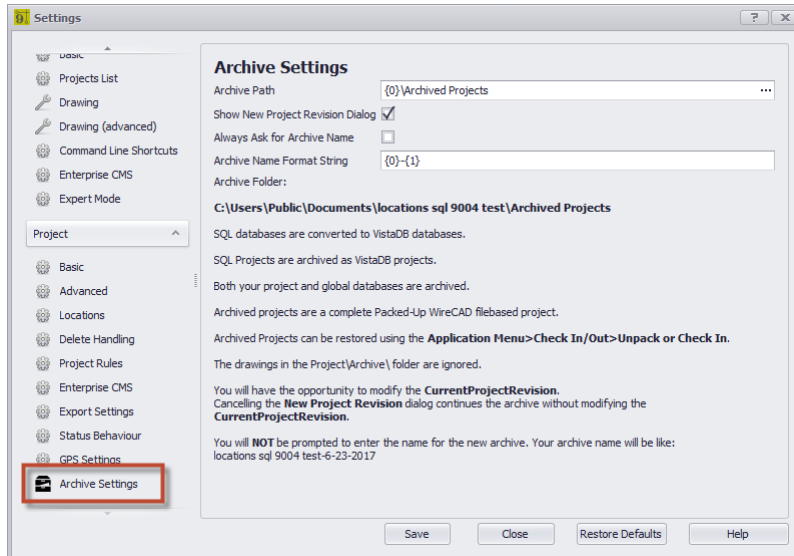 Settings
Basic
Projects List
Drawing
Drawing (advanced)
Command Line Shortcuts
Enterprise CMS
Expert Mode
Project
Basic
Advanced
Locations
Delete Handling
Project Rules
Enterprise CMS
Export Settings
Status Behaviour
GPS Settings
Archive Settings
Archive Settings
Archive Path {0}\Archived Projects ...
Show New Project Revision Dialog
Always Ask for Archive Name
Archive Name Format String {0}-{1}
Archive Folder:
C:\Users\Public\Documents\locations sql 9004 test\Archived Projects
SQL databases are converted to VistaDB databases.
SQL Projects are archived as VistaDB projects.
Both your project and global databases are archived.
Archived projects are a complete Packed-Up WireCAD filebased project.
Archived Projects can be restored using the Application Menu>Check In/Out>Unpack or Check In.
The drawings in the Project\Archive\ folder are ignored.
You will have the opportunity to modify the CurrentProjectRevision.
Cancelling the New Project Revision dialog continues the archive without modifying the
CurrentProjectRevision.
You will NOT be prompted to enter the name for the new archive. Your archive name will be like:
locations sql 9004 test-6-23-2017
Save Close Restore Defaults Help